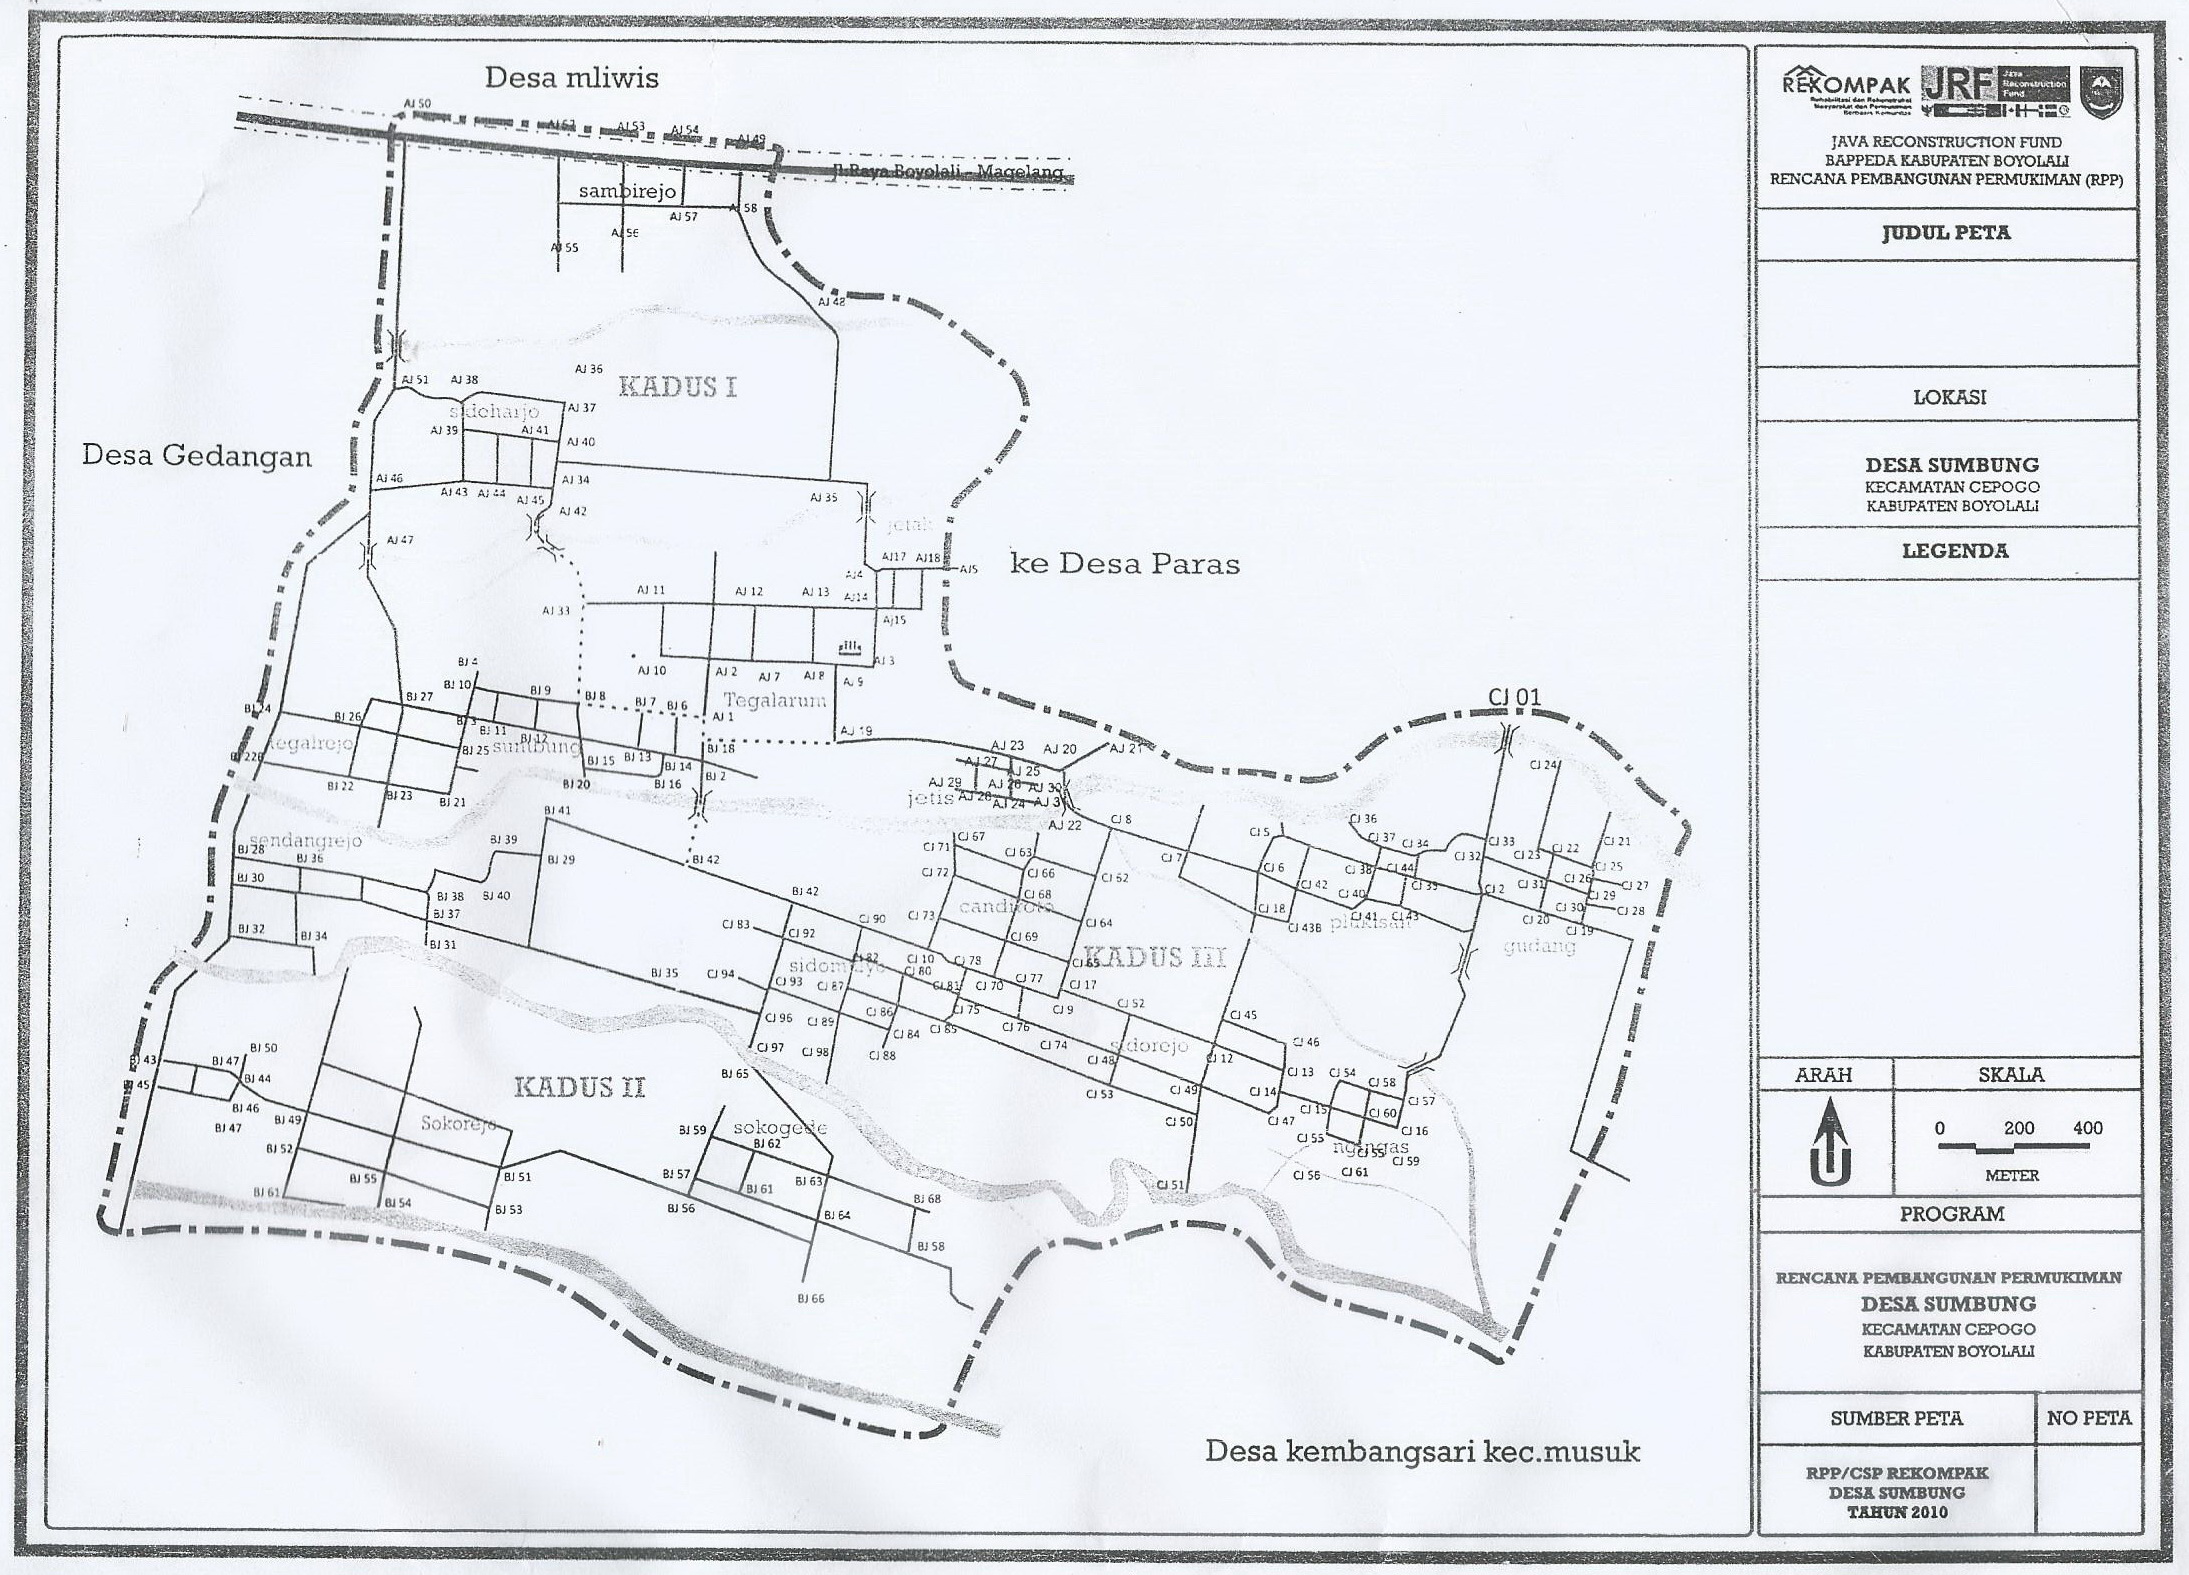 Desa mliwis
AJ 50
AJ 53
AJ 54
AJ 49
Jl.Raya Boyolali - Magelang
sambirejo
AJ 57
58
AJ 56
AJ 55
AJ 48
AJ 36
KADUS I
AJ 51
AJ 38
sidoharjo
AJ 37
AJ 39
AJ 41
AJ 40
Desa Gedangan
AJ 46
AJ 43
AJ 44
AJ 45
AJ 34
AJ 35
AJ 42
jetak
AJ 47
ke Desa Paras
AJ17
AJ18
AJ5
AJ4
AJ 11
AJ 12
AJ 13
AJ14
AJ 33
Aj15
AJ 3
AJ 10
AJ 2
AJ 7
AJ 8
AJ 9
Tegalarum
BJ 4
BJ 10
BJ 9
BJ 8
BJ 7
BJ 6
AJ 1
BJ 27
BJ 24
BJ 26
BJ 3
BJ 11
BJ 12
BJ 25
sumbung
tegalrejo
BJ 18
AJ 19
BJ 15
BJ 13
BJ 14
BJ 2
BJ 22
BJ 23
BJ 21
BJ 20
BJ 16
AJ 23
AJ 20
AJ 21
AJ 27
AJ 25
AJ 29
AJ 28
AJ 26
AJ 24
AJ 30
AJ 3
jetis
AJ 22
CJ 01
CJ 24
BJ 41
BJ 39
sendangrejo
BJ 28
BJ 36
BJ 29
BJ 42
BJ 30
BJ 38
BJ 40
BJ 37
BJ 32
BJ 34
BJ 31
BJ 35
BJ 42
CJ 8
CJ 7
CJ 5
CJ 6
CJ 36
CJ 37
CJ 34
CJ 33
CJ 32
CJ 23
CJ 22
CJ 21
CJ 25
CJ 26
CJ 27
CJ 29
CJ 28
CJ 31
CJ 30
CJ 20
CJ 19
CJ 2
CJ 38
CJ 44
CJ 42
CJ 40
CJ 41
CJ 43
CJ 18
CJ 43B
plakisan
gudang
CJ 67
CJ 71
CJ 63
CJ 72
CJ 66
CJ 62
CJ 68
candiroto
CJ 73
CJ 64
CJ 69
CJ 65
KADUS III
CJ 83
CJ 90
CJ 92
CJ 82
CJ 10
CJ 78
CJ 80
sidomulyo
CJ 94
CJ 93
CJ 87
CJ 81
CJ 70
CJ 77
CJ 17
CJ 96
CJ 89
CJ 86
CJ 84
CJ 85
CJ 75
CJ 76
CJ 9
CJ 52
CJ 97
CJ 98
CJ 88
CJ 74
CJ 45
sidorejo
CJ 48
CJ 12
CJ 46
CJ 13
CJ 53
CJ 49
CJ 14
CJ 50
CJ 47
CJ 54
CJ 58
CJ 57
CJ 15
CJ 60
CJ 16
CJ 55
ngangas
CJ 55
CJ 59
CJ 56
CJ 61
CJ 51
BJ 65
BJ 43
BJ 47
BJ 50
BJ 44
45
BJ 46
BJ 47
BJ 49
KADUS II
Sokorejo
BJ 52
BJ 51
BJ 55
BJ 61
BJ 54
BJ 53
BJ 59
sokogede
BJ 62
BJ 57
BJ 61
BJ 63
BJ 56
BJ 68
BJ 64
BJ 58
BJ 66
Desa kembangsari kec.musuk
REKOMPAK
Rehabilitasi dan Rekonstruksi
Masyarakat dan Permukiman
Berbasis Komunitas
JRF
Java
Reconstruction
Fund
JAVA RECONSTRUCTION FUND
BAPPEDA KABUPATEN BOYOLALI
RENCANA PEMBANGUNAN PERMUKIMAN (RPP)
JUDUL PETA
LOKASI
DESA SUMBUNG
KECAMATAN CEPOGO
KABUPATEN BOYOLALI
LEGENDA
ARAH
SKALA
0 200 400
METER
U
PROGRAM
RENCANA PEMBANGUNAN PERMUKIMAN
DESA SUMBUNG
KECAMATAN CEPOGO
KABUPATEN BOYOLALI
SUMBER PETA
NO PETA
RPP/CSP REKOMPAK
DESA SUMBUNG
TAHUN 2010